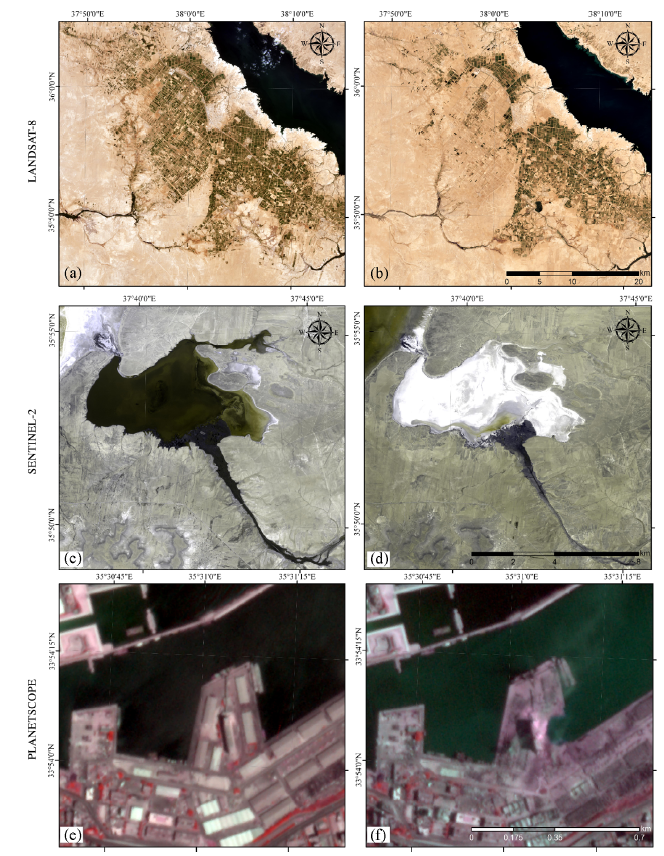 37°50'0"E 38°0'0"E 38°10'0"E 37°50'0"E 38°0'0"E 38°10'0"E
N N
W E W E
S S
36°0'0"N 36°0'0"N
LANDSAT-8
35°50'0"N 35°50'0"N
(a) (b)
km
0 5 10 20
37°40'0"E 37°45'0"E 37°40'0"E 37°45'0"E
N N
W E W E
S S
35°55'0"N 35°55'0"N
SENTINEL-2
35°50'0"N 35°50'0"N
(c) (d)
km
0 2 4 8
35°30'45"E 35°31'0"E 35°31'15"E 35°30'45"E 35°31'0"E 35°31'15"E
33°54'15"N 33°54'15"N
PLANETSCOPE
33°54'0"N 33°54'0"N
(e) (f)
km
0 0.175 0.35 0.7